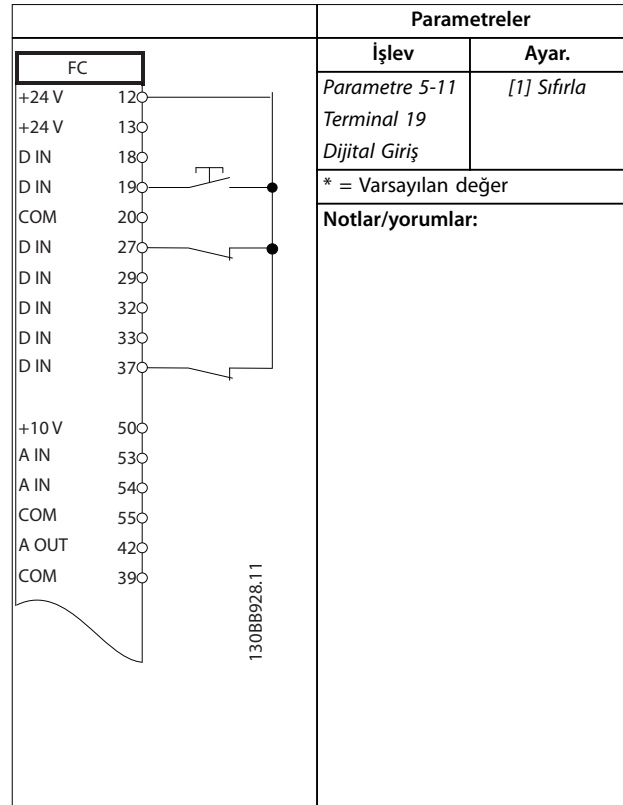 FC
+24 V 12
+24 V 13
D IN 18
D IN 19
COM 20
D IN 27
D IN 29
D IN 32
D IN 33
D IN 37
+10 V 50
A IN 53
A IN 54
COM 55
A OUT 42
COM 39
130BB928.11
Parametreler
İşlev Ayar.
Parametre 5-11 [1] Sıfırla
Terminal 19
Dijital Giriş
* = Varsayılan değer
Notlar/yorumlar: